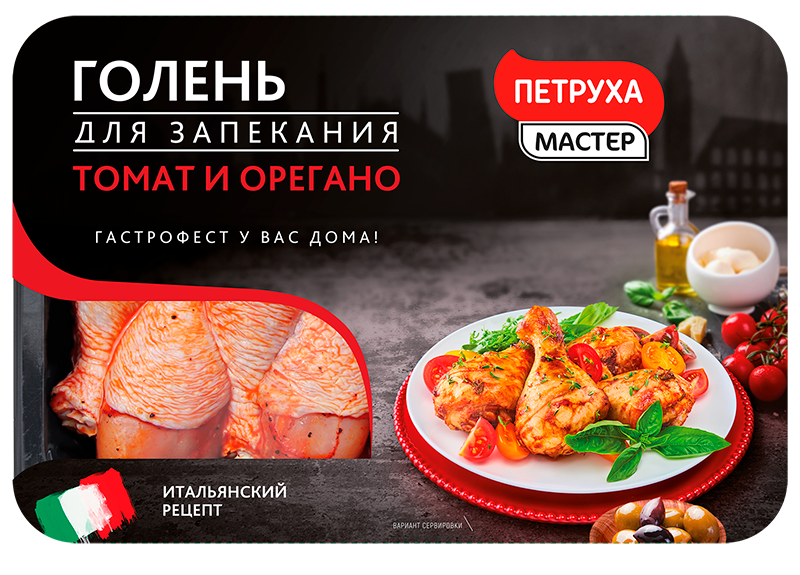 ГОЛЕНЬ
ДЛЯ ЗАПЕКАНИЯ
ТОМАТ И ОРЕГАНО
ГАСТРОФЕСТ У ВАС ДОМА!
ПЕТРУХА
МАСТЕР
ИТАЛЬЯНСКИЙ
РЕЦЕПТ
ВАРИАНТ СЕРВИРОВКИ